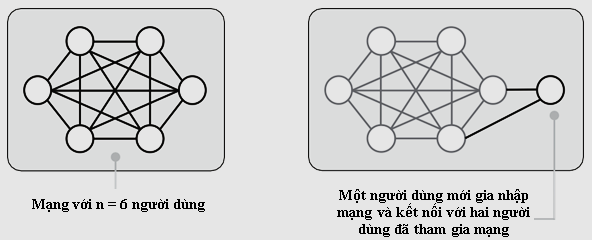 Mạng với n = 6 người dùng
Một người dùng mới gia nhập
mạng và kết nối với hai người
dùng đã tham gia mạng